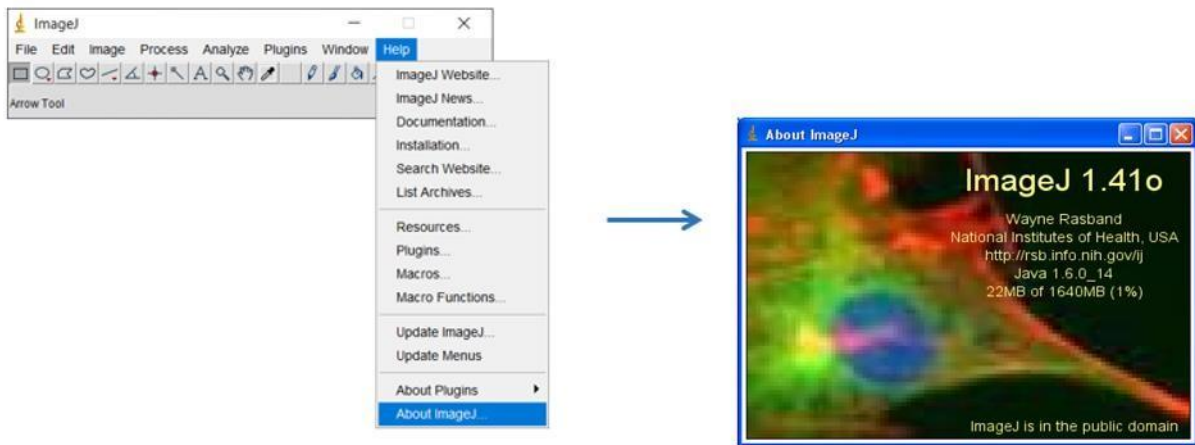 ImageJ
File Edit Image Process Analyze Plugins Window Help
Arrow Tool
ImageJ Website...
ImageJ News...
Documentation...
Installation...
Search Website...
List Archives...
Resources...
Plugins...
Macros...
Macro Functions...
Update ImageJ...
Update Menus
About Plugins
About ImageJ...
About ImageJ
ImageJ 1.41o
Wayne Rasband
National Institutes of Health, USA
http://rsb.info.nih.gov/ij
Java 1.6.0_14
22MB of 1640MB (1%)
ImageJ is in the public domain